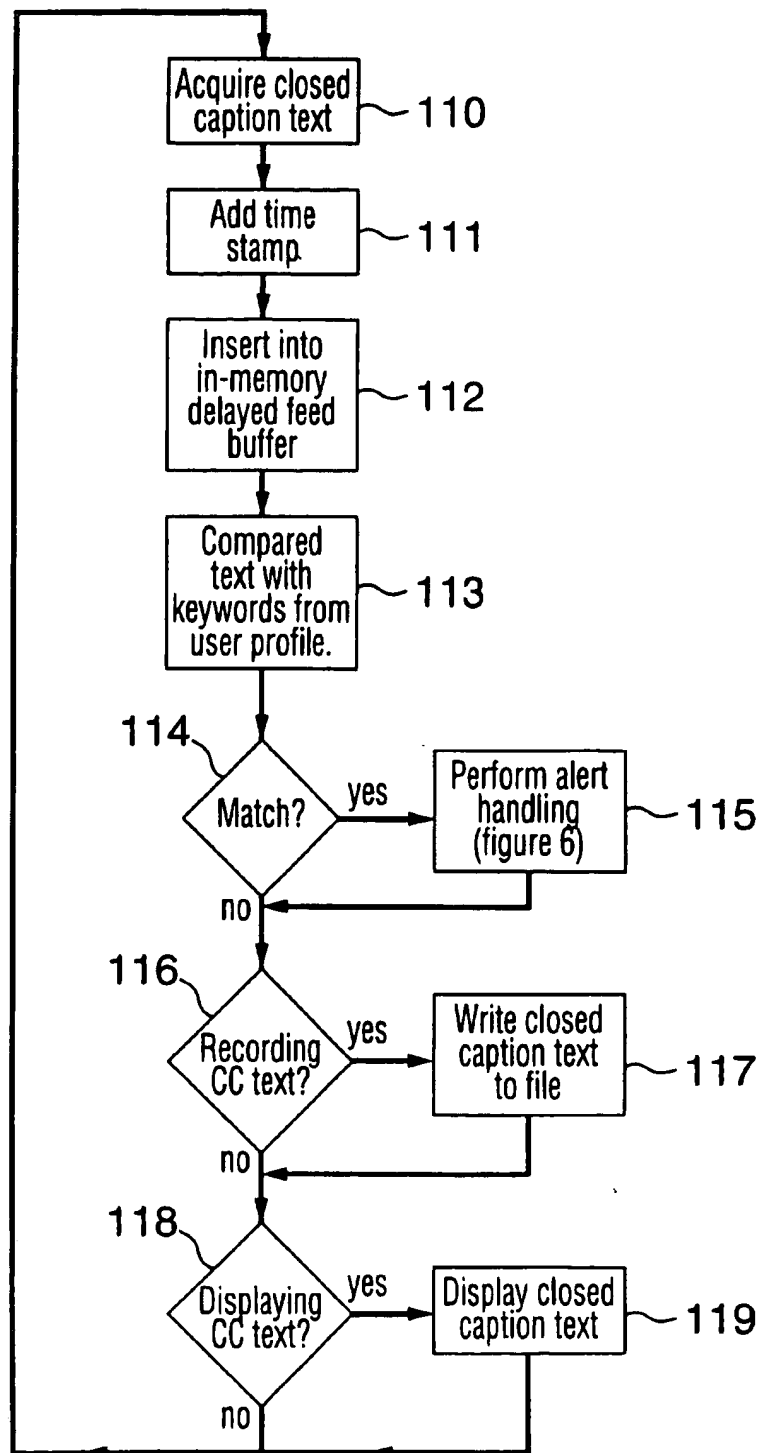 Acquire closed
caption text
110
Add time
stamp.
111
Insert into
in-memory
delayed feed
buffer
112
Compared
text with
keywords from
user profile.
113
114
Match?
yes
Perform alert
handling
(figure 6)
115
no
116
Recording
CC text?
yes
Write closed
caption text
to file
117
no
118
Displaying
CC text?
yes
Display closed
caption text
119
no